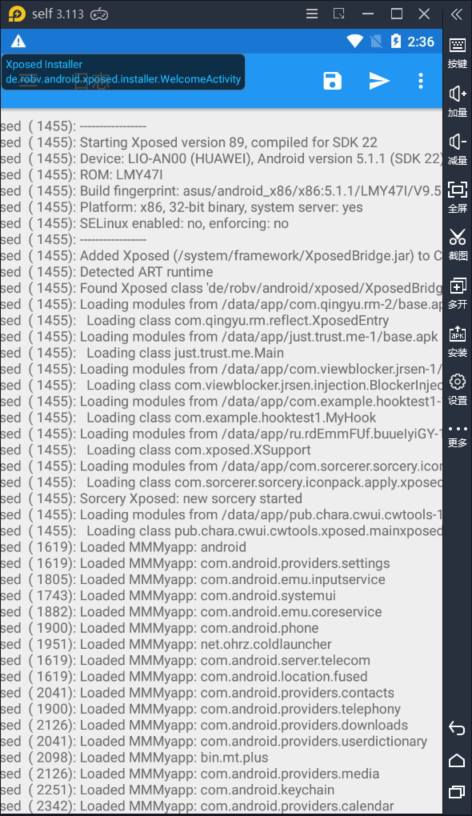 self 3.113
2:36
Xposed Installer
de.robv.android.xposed.installer.WelcomeActivity
日志
sed ( 1455): -----------------
sed ( 1455): Starting Xposed version 89, compiled for SDK 22
sed ( 1455): Device: LIO-AN00 (HUAWEI), Android version 5.1.1 (SDK 22)
sed ( 1455): ROM: LMY47I
sed ( 1455): Build fingerprint: asus/android_x86/x86:5.1.1/LMY47I/V9.5
sed ( 1455): Platform: x86, 32-bit binary, system server: yes
sed ( 1455): SELinux enabled: no, enforcing: no
sed ( 1455): -----------------
sed ( 1455): Added Xposed (/system/framework/XposedBridge.jar) to C
sed ( 1455): Detected ART runtime
sed ( 1455): Found Xposed class 'de/robv/android/xposed/XposedBridg
sed ( 1455): Loading modules from /data/app/com.qingyu.rm-2/base.ap
sed ( 1455): Loading class com.qingyu.rm.reflect.XposedEntry
sed ( 1455): Loading modules from /data/app/just.trust.me-1/base.apk
sed ( 1455): Loading class just.trust.me.Main
sed ( 1455): Loading modules from /data/app/com.viewblocker.jrsen-1/
sed ( 1455): Loading class com.viewblocker.jrsen.injection.BlockerInjec
sed ( 1455): Loading modules from /data/app/com.example.hooktest1-
sed ( 1455): Loading class com.example.hooktest1.MyHook
sed ( 1455): Loading modules from /data/app/ru.rdEmmFUf.buueIyiGY-1
sed ( 1455): Loading class com.xposed.XSupport
sed ( 1455): Loading modules from /data/app/com.sorcerer.sorcery.icon
sed ( 1455): Loading class com.sorcerer.sorcery.iconpack.apply.xposed
sed ( 1455): Sorcery Xposed: new sorcery started
sed ( 1455): Loading modules from /data/app/pub.chara.cwui.cwtools-1
sed ( 1455): Loading class pub.chara.cwui.cwtools.xposed.mainxposed
sed ( 1619): Loaded MMMyapp: android
sed ( 1619): Loaded MMMyapp: com.android.providers.settings
sed ( 1805): Loaded MMMyapp: com.android.emu.inputservice
sed ( 1743): Loaded MMMyapp: com.android.systemui
sed ( 1882): Loaded MMMyapp: com.android.emu.coreservice
sed ( 1900): Loaded MMMyapp: com.android.phone
sed ( 1951): Loaded MMMyapp: net.ohrz.coldlauncher
sed ( 1619): Loaded MMMyapp: com.android.server.telecom
sed ( 1619): Loaded MMMyapp: com.android.location.fused
sed ( 2041): Loaded MMMyapp: com.android.providers.contacts
sed ( 1900): Loaded MMMyapp: com.android.providers.telephony
sed ( 2126): Loaded MMMyapp: com.android.providers.downloads
sed ( 2041): Loaded MMMyapp: com.android.providers.userdictionary
sed ( 2098): Loaded MMMyapp: bin.mt.plus
sed ( 2126): Loaded MMMyapp: com.android.providers.media
sed ( 2251): Loaded MMMyapp: com.android.keychain
sed ( 2342): Loaded MMMyapp: com.android.providers.calendar
按键
加量
减量
全屏
截图
多开
APK
安装
设置
更多